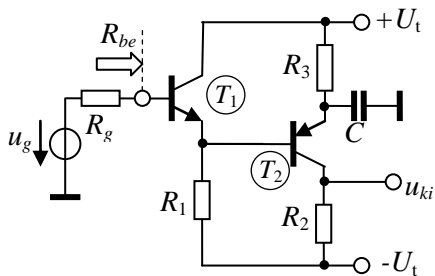 +U_t
R_be
R_3
T_1
C
R_g
u_g
T_2
R_1
u_ki
R_2
-U_t